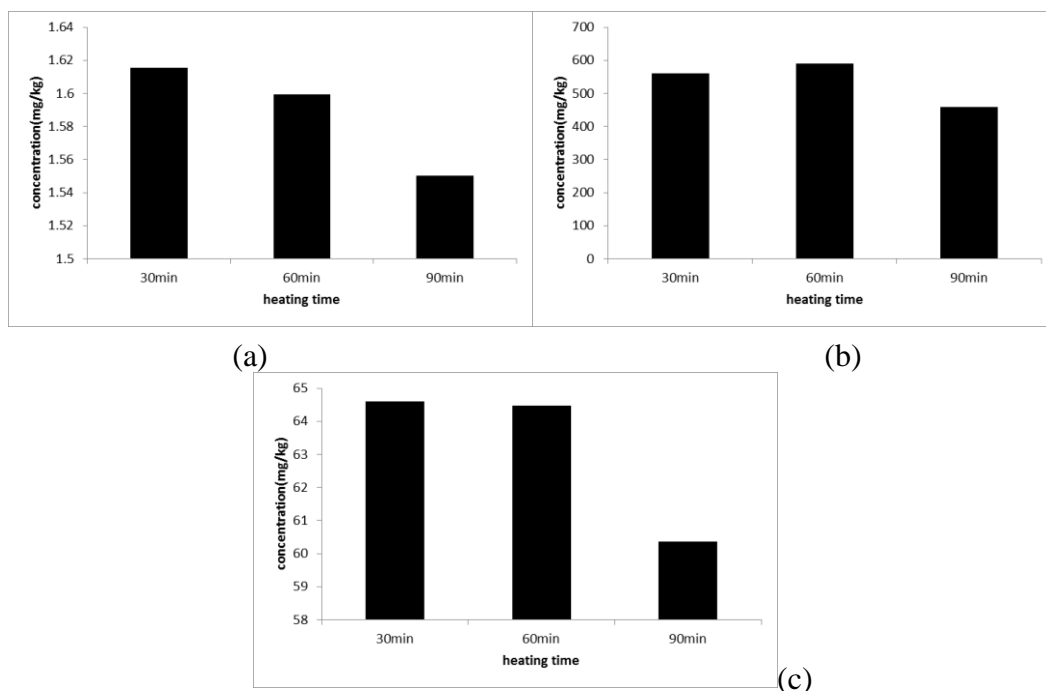 concentration(mg/kg)
1.64
1.62
1.6
1.58
1.56
1.54
1.52
1.5
30min 60min 90min
heating time
concentration(mg/kg)
700
600
500
400
300
200
100
0
30min 60min 90min
heating time
(a) (b)
concentration(mg/kg)
65
64
63
62
61
60
59
58
30min 60min 90min
heating time
(c)